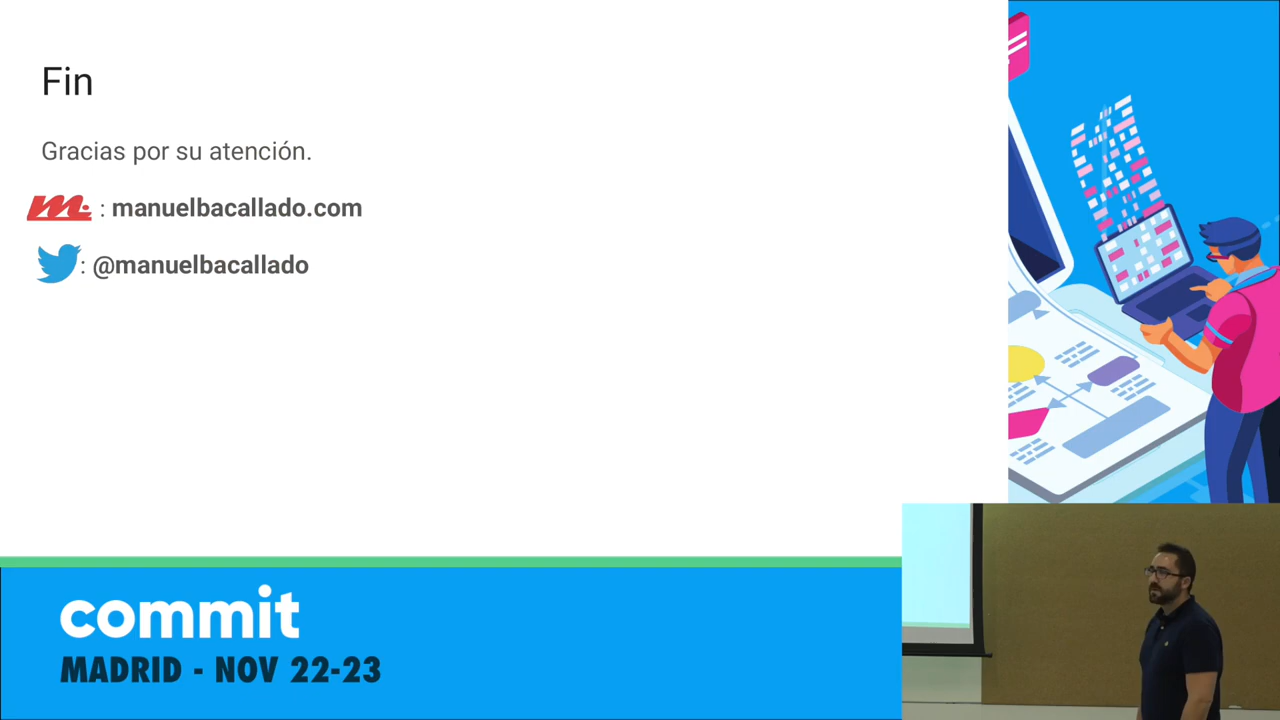 Fin
Gracias por su atención.
m. : manuelbacallado.com
: @manuelbacallado
commit
MADRID - NOV 22-23